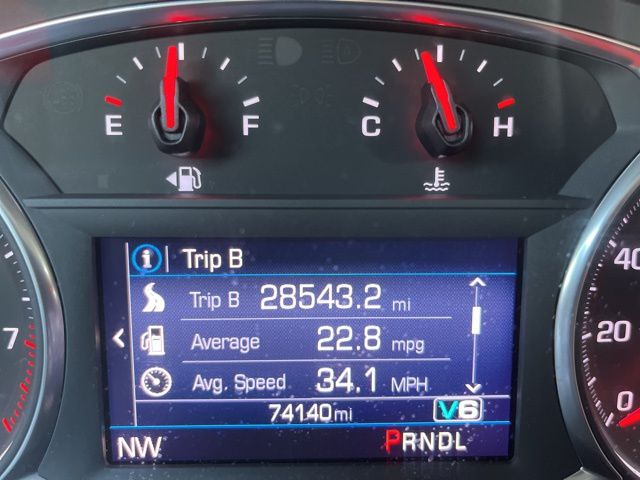 E F C H
Trip B
Trip B 28543.2 mi
Average 22.8 mpg
Avg. Speed 34.1 MPH
74140mi V6
NW PRNDL
7
40
20
0